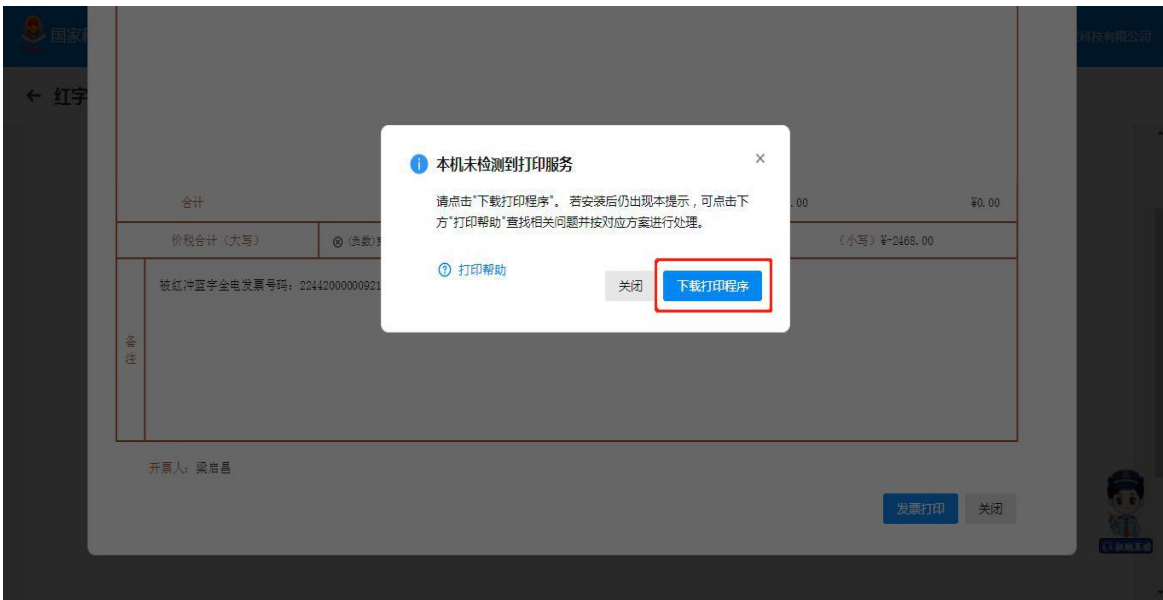 国家税
科技有限公司
← 红字
本机未检测到打印服务
请点击"下载打印程序"。 若安装后仍出现本提示,可点击下
方"打印帮助"查找相关问题并按对应方案进行处理。
打印帮助
关闭
下载打印程序
合计
.00
¥0.00
价税合计(大写)
(负数)
(小写)¥-2468.00
被红冲蓝字全电发票号码:22442000000921
备
注
开票人:梁启昌
发票打印
关闭
征纳互动